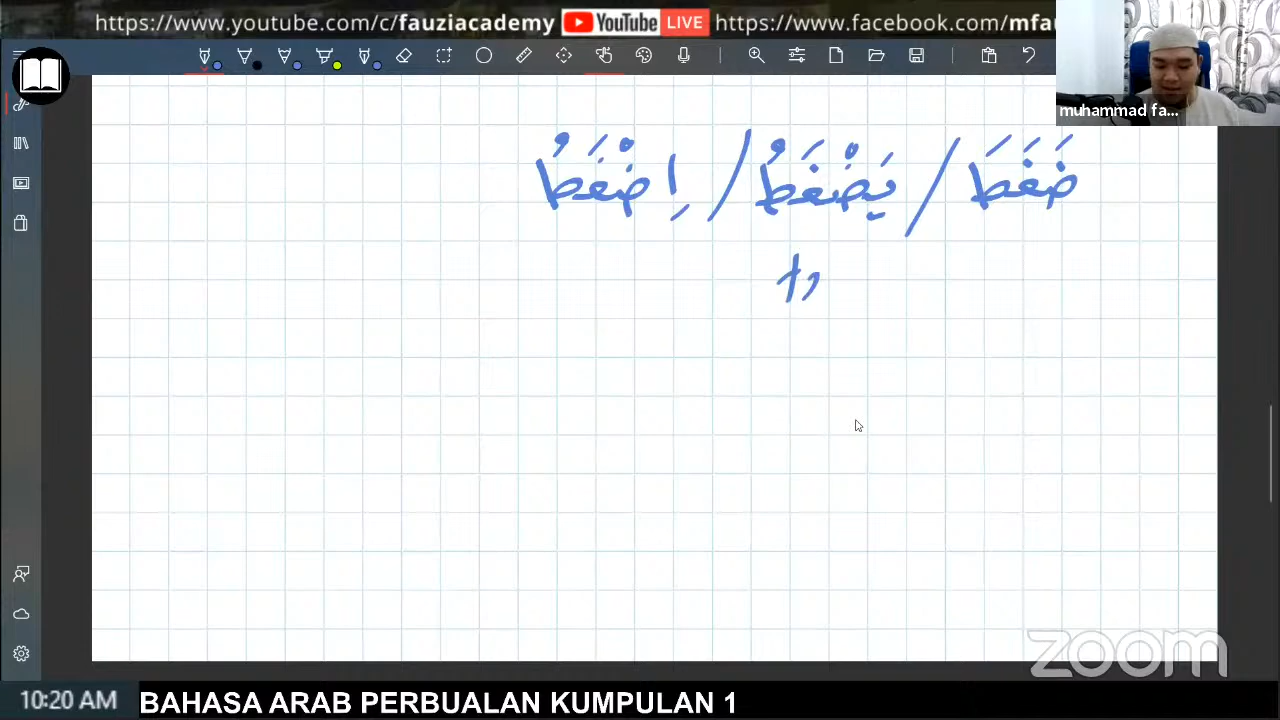 https://www.youtube.com/c/fauziacademy YouTube LIVE https://www.facebook.com/mfau
muhammad fa...
ضَغَطَ / يَضْغَطُ / اِضْغَطُ
zoom
10:20 AM BAHASA ARAB PERBUALAN KUMPULAN 1